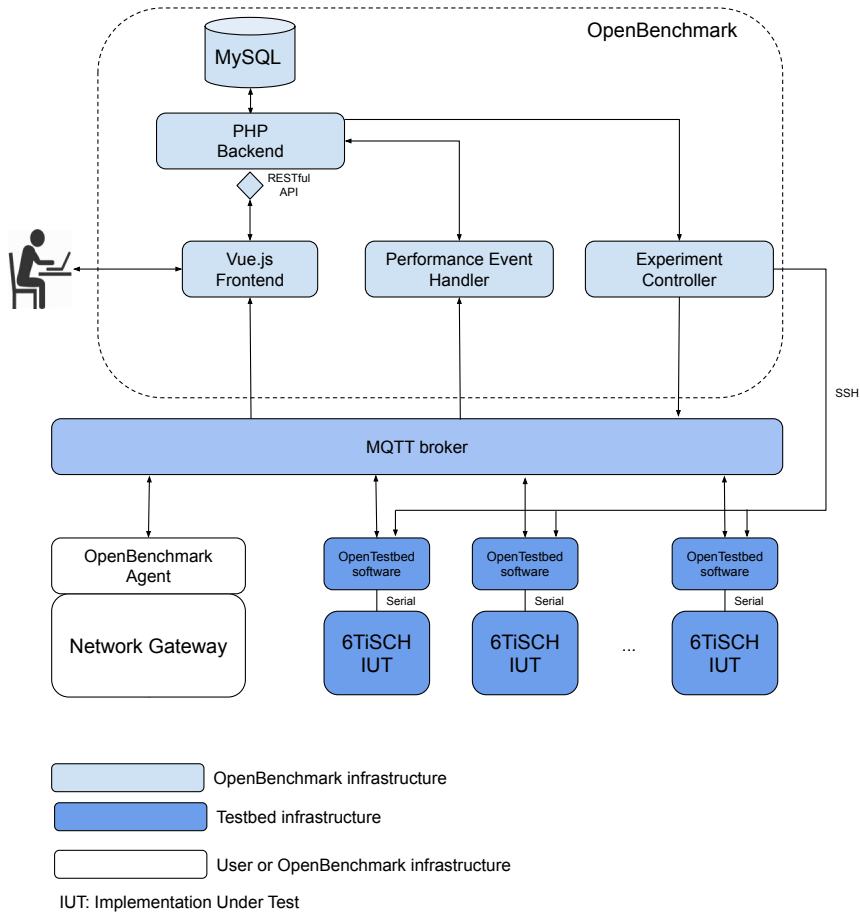 OpenBenchmark
MySQL
PHP
Backend
RESTful
API
Vue.js
Frontend
Performance Event
Handler
Experiment
Controller
SSH
MQTT broker
OpenBenchmark
Agent
Network Gateway
OpenTestbed
software
Serial
6TiSCH
IUT
OpenTestbed
software
Serial
6TiSCH
IUT
...
OpenTestbed
software
Serial
6TiSCH
IUT
OpenBenchmark infrastructure
Testbed infrastructure
User or OpenBenchmark infrastructure
IUT: Implementation Under Test